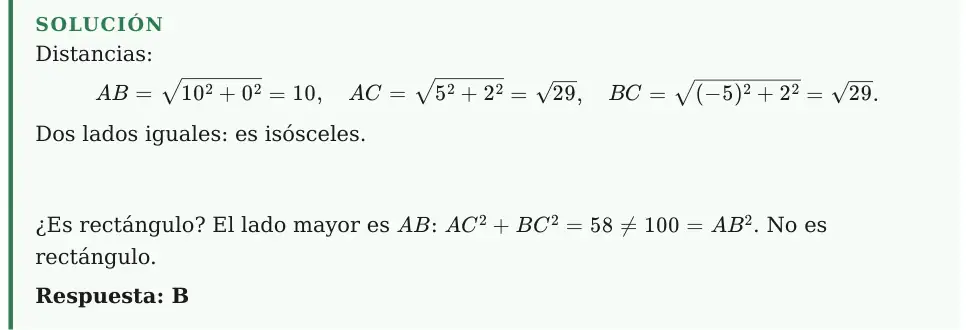 SOLUCIÓN
Distancias:
AB = √(10² + 0²) = 10, AC = √(5² + 2²) = √29, BC = √((−5)² + 2²) = √29.
Dos lados iguales: es isósceles.
¿Es rectángulo? El lado mayor es AB: AC² + BC² = 58 ≠ 100 = AB². No es
rectángulo.
Respuesta: B